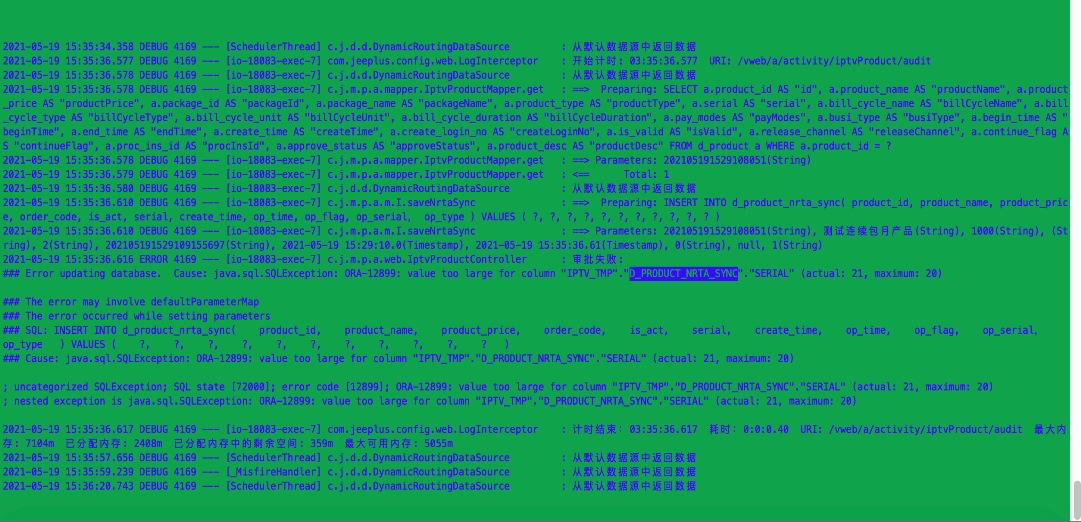 2021-05-19 15:35:34.358 DEBUG 4169 --- [SchedulerThread] c.j.d.d.DynamicRoutingDataSource : 从默认数据源中返回数据
2021-05-19 15:35:36.577 DEBUG 4169 --- [io-18083-exec-7] com.jeeplus.config.web.LogInterceptor : 开始计时: 03:35:36.577 URI: /vweb/a/activity/iptvProduct/audit
2021-05-19 15:35:36.578 DEBUG 4169 --- [io-18083-exec-7] c.j.d.d.DynamicRoutingDataSource : 从默认数据源中返回数据
2021-05-19 15:35:36.578 DEBUG 4169 --- [io-18083-exec-7] c.j.m.p.a.mapper.IptvProductMapper.get : ==> Preparing: SELECT a.product_id AS "id", a.product_name AS "productName", a.product
_price AS "productPrice", a.package_id AS "packageId", a.package_name AS "packageName", a.product_type AS "productType", a.serial AS "serial", a.bill_cycle_name AS "billCycleName", a.bill
_cycle_type AS "billCycleType", a.bill_cycle_unit AS "billCycleUnit", a.bill_cycle_duration AS "billCycleDuration", a.pay_modes AS "payModes", a.busi_type AS "busiType", a.begin_time AS "
beginTime", a.end_time AS "endTime", a.create_time AS "createTime", a.create_login_no AS "createLoginNo", a.is_valid AS "isValid", a.release_channel AS "releaseChannel", a.continue_flag A
S "continueFlag", a.proc_ins_id AS "procInsId", a.approve_status AS "approveStatus", a.product_desc AS "productDesc" FROM d_product a WHERE a.product_id = ?
2021-05-19 15:35:36.578 DEBUG 4169 --- [io-18083-exec-7] c.j.m.p.a.mapper.IptvProductMapper.get : ==> Parameters: 202105191529108051(String)
2021-05-19 15:35:36.579 DEBUG 4169 --- [io-18083-exec-7] c.j.m.p.a.mapper.IptvProductMapper.get : <== Total: 1
2021-05-19 15:35:36.580 DEBUG 4169 --- [io-18083-exec-7] c.j.d.d.DynamicRoutingDataSource : 从默认数据源中返回数据
2021-05-19 15:35:36.610 DEBUG 4169 --- [io-18083-exec-7] c.j.m.p.a.m.I.saveNrtaSync : ==> Preparing: INSERT INTO d_product_nrta_sync( product_id, product_name, product_pric
e, order_code, is_act, serial, create_time, op_time, op_flag, op_serial, op_type ) VALUES ( ?, ?, ?, ?, ?, ?, ?, ?, ?, ?, ? )
2021-05-19 15:35:36.610 DEBUG 4169 --- [io-18083-exec-7] c.j.m.p.a.m.I.saveNrtaSync : ==> Parameters: 202105191529108051(String), 测试连续包月产品(String), 1000(String), (St
ring), 2(String), 202105191529109155697(String), 2021-05-19 15:29:10.0(Timestamp), 2021-05-19 15:35:36.61(Timestamp), 0(String), null, 1(String)
2021-05-19 15:35:36.616 ERROR 4169 --- [io-18083-exec-7] c.j.m.p.a.web.IptvProductController : 审批失败:
### Error updating database. Cause: java.sql.SQLException: ORA-12899: value too large for column "IPTV_TMP"."D_PRODUCT_NRTA_SYNC"."SERIAL" (actual: 21, maximum: 20)
### The error may involve defaultParameterMap
### The error occurred while setting parameters
### SQL: INSERT INTO d_product_nrta_sync( product_id, product_name, product_price, order_code, is_act, serial, create_time, op_time, op_flag, op_serial,
op_type ) VALUES ( ?, ?, ?, ?, ?, ?, ?, ?, ?, ?, ? )
### Cause: java.sql.SQLException: ORA-12899: value too large for column "IPTV_TMP"."D_PRODUCT_NRTA_SYNC"."SERIAL" (actual: 21, maximum: 20)
; uncategorized SQLException; SQL state [72000]; error code [12899]; ORA-12899: value too large for column "IPTV_TMP"."D_PRODUCT_NRTA_SYNC"."SERIAL" (actual: 21, maximum: 20)
; nested exception is java.sql.SQLException: ORA-12899: value too large for column "IPTV_TMP"."D_PRODUCT_NRTA_SYNC"."SERIAL" (actual: 21, maximum: 20)
2021-05-19 15:35:36.617 DEBUG 4169 --- [io-18083-exec-7] com.jeeplus.config.web.LogInterceptor : 计时结束: 03:35:36.617 耗时: 0:0:0.40 URI: /vweb/a/activity/iptvProduct/audit 最大内
存: 7104m 已分配内存: 2408m 已分配内存中的剩余空间: 359m 最大可用内存: 5055m
2021-05-19 15:35:57.656 DEBUG 4169 --- [SchedulerThread] c.j.d.d.DynamicRoutingDataSource : 从默认数据源中返回数据
2021-05-19 15:35:59.239 DEBUG 4169 --- [_MisfireHandler] c.j.d.d.DynamicRoutingDataSource : 从默认数据源中返回数据
2021-05-19 15:36:20.743 DEBUG 4169 --- [SchedulerThread] c.j.d.d.DynamicRoutingDataSource : 从默认数据源中返回数据